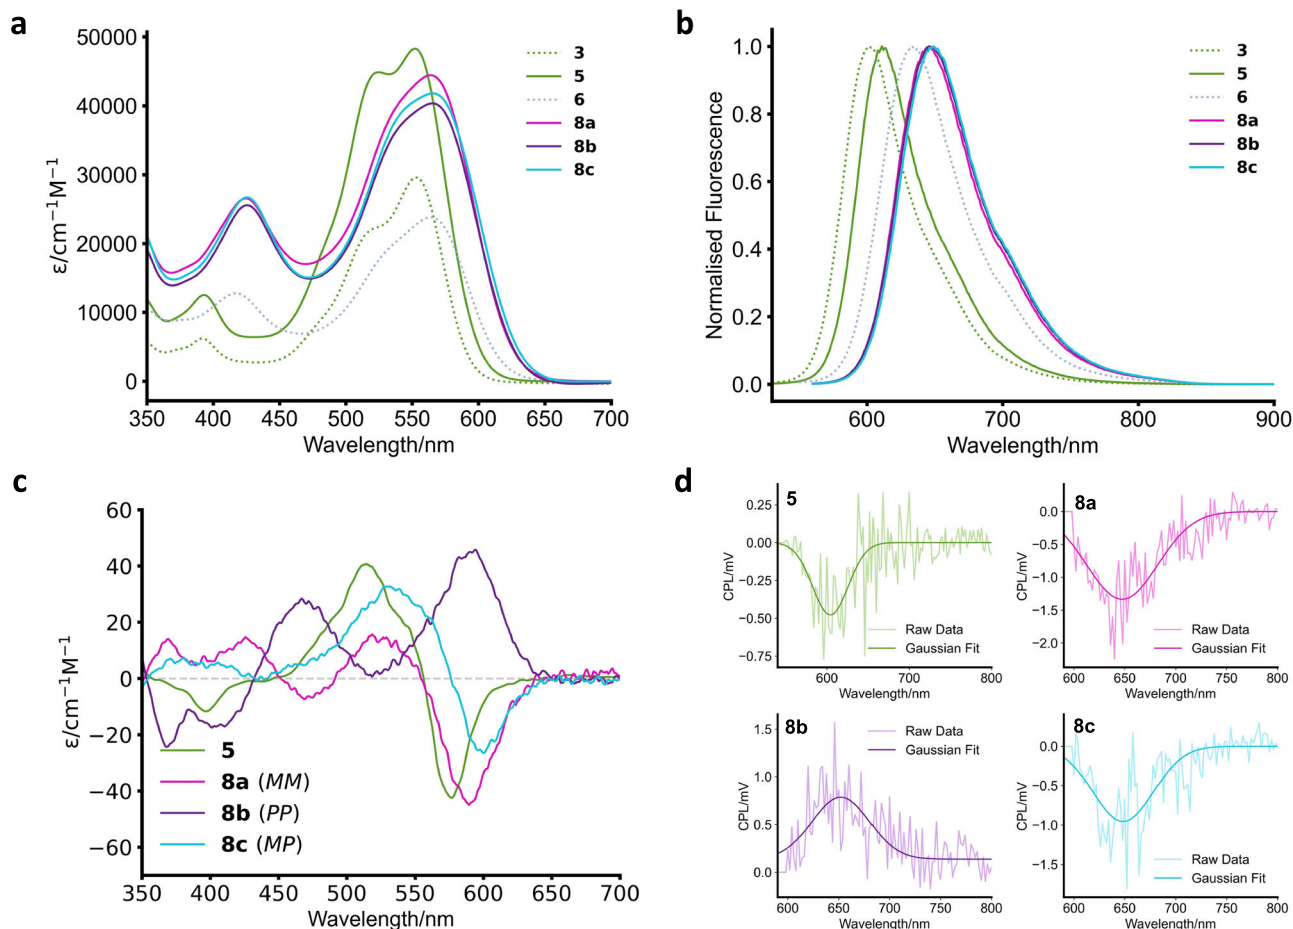 a
50000
40000
30000
20000
10000
0
350 400 450 500 550 600 650 700
ε/cm⁻¹M⁻¹
Wavelength/nm
3
5
6
8a
8b
8c
b
1.0
0.8
0.6
0.4
0.2
0.0
600 700 800 900
Normalised Fluorescence
Wavelength/nm
3
5
6
8a
8b
8c
c
60
40
20
0
−20
−40
−60
350 400 450 500 550 600 650 700
ε/cm⁻¹M⁻¹
Wavelength/nm
5
8a (MM)
8b (PP)
8c (MP)
d
5
0.25
0.00
−0.25
−0.50
−0.75
CPL/mV
Raw Data
Gaussian Fit
600 700 800
Wavelength/nm
8a
0.0
−0.5
−1.0
−1.5
−2.0
CPL/mV
Raw Data
Gaussian Fit
600 650 700 750 800
Wavelength/nm
8b
1.5
1.0
0.5
0.0
CPL/mV
Raw Data
Gaussian Fit
600 650 700 750 800
Wavelength/nm
8c
0.0
−0.5
−1.0
−1.5
CPL/mV
Raw Data
Gaussian Fit
600 650 700 750 800
Wavelength/nm